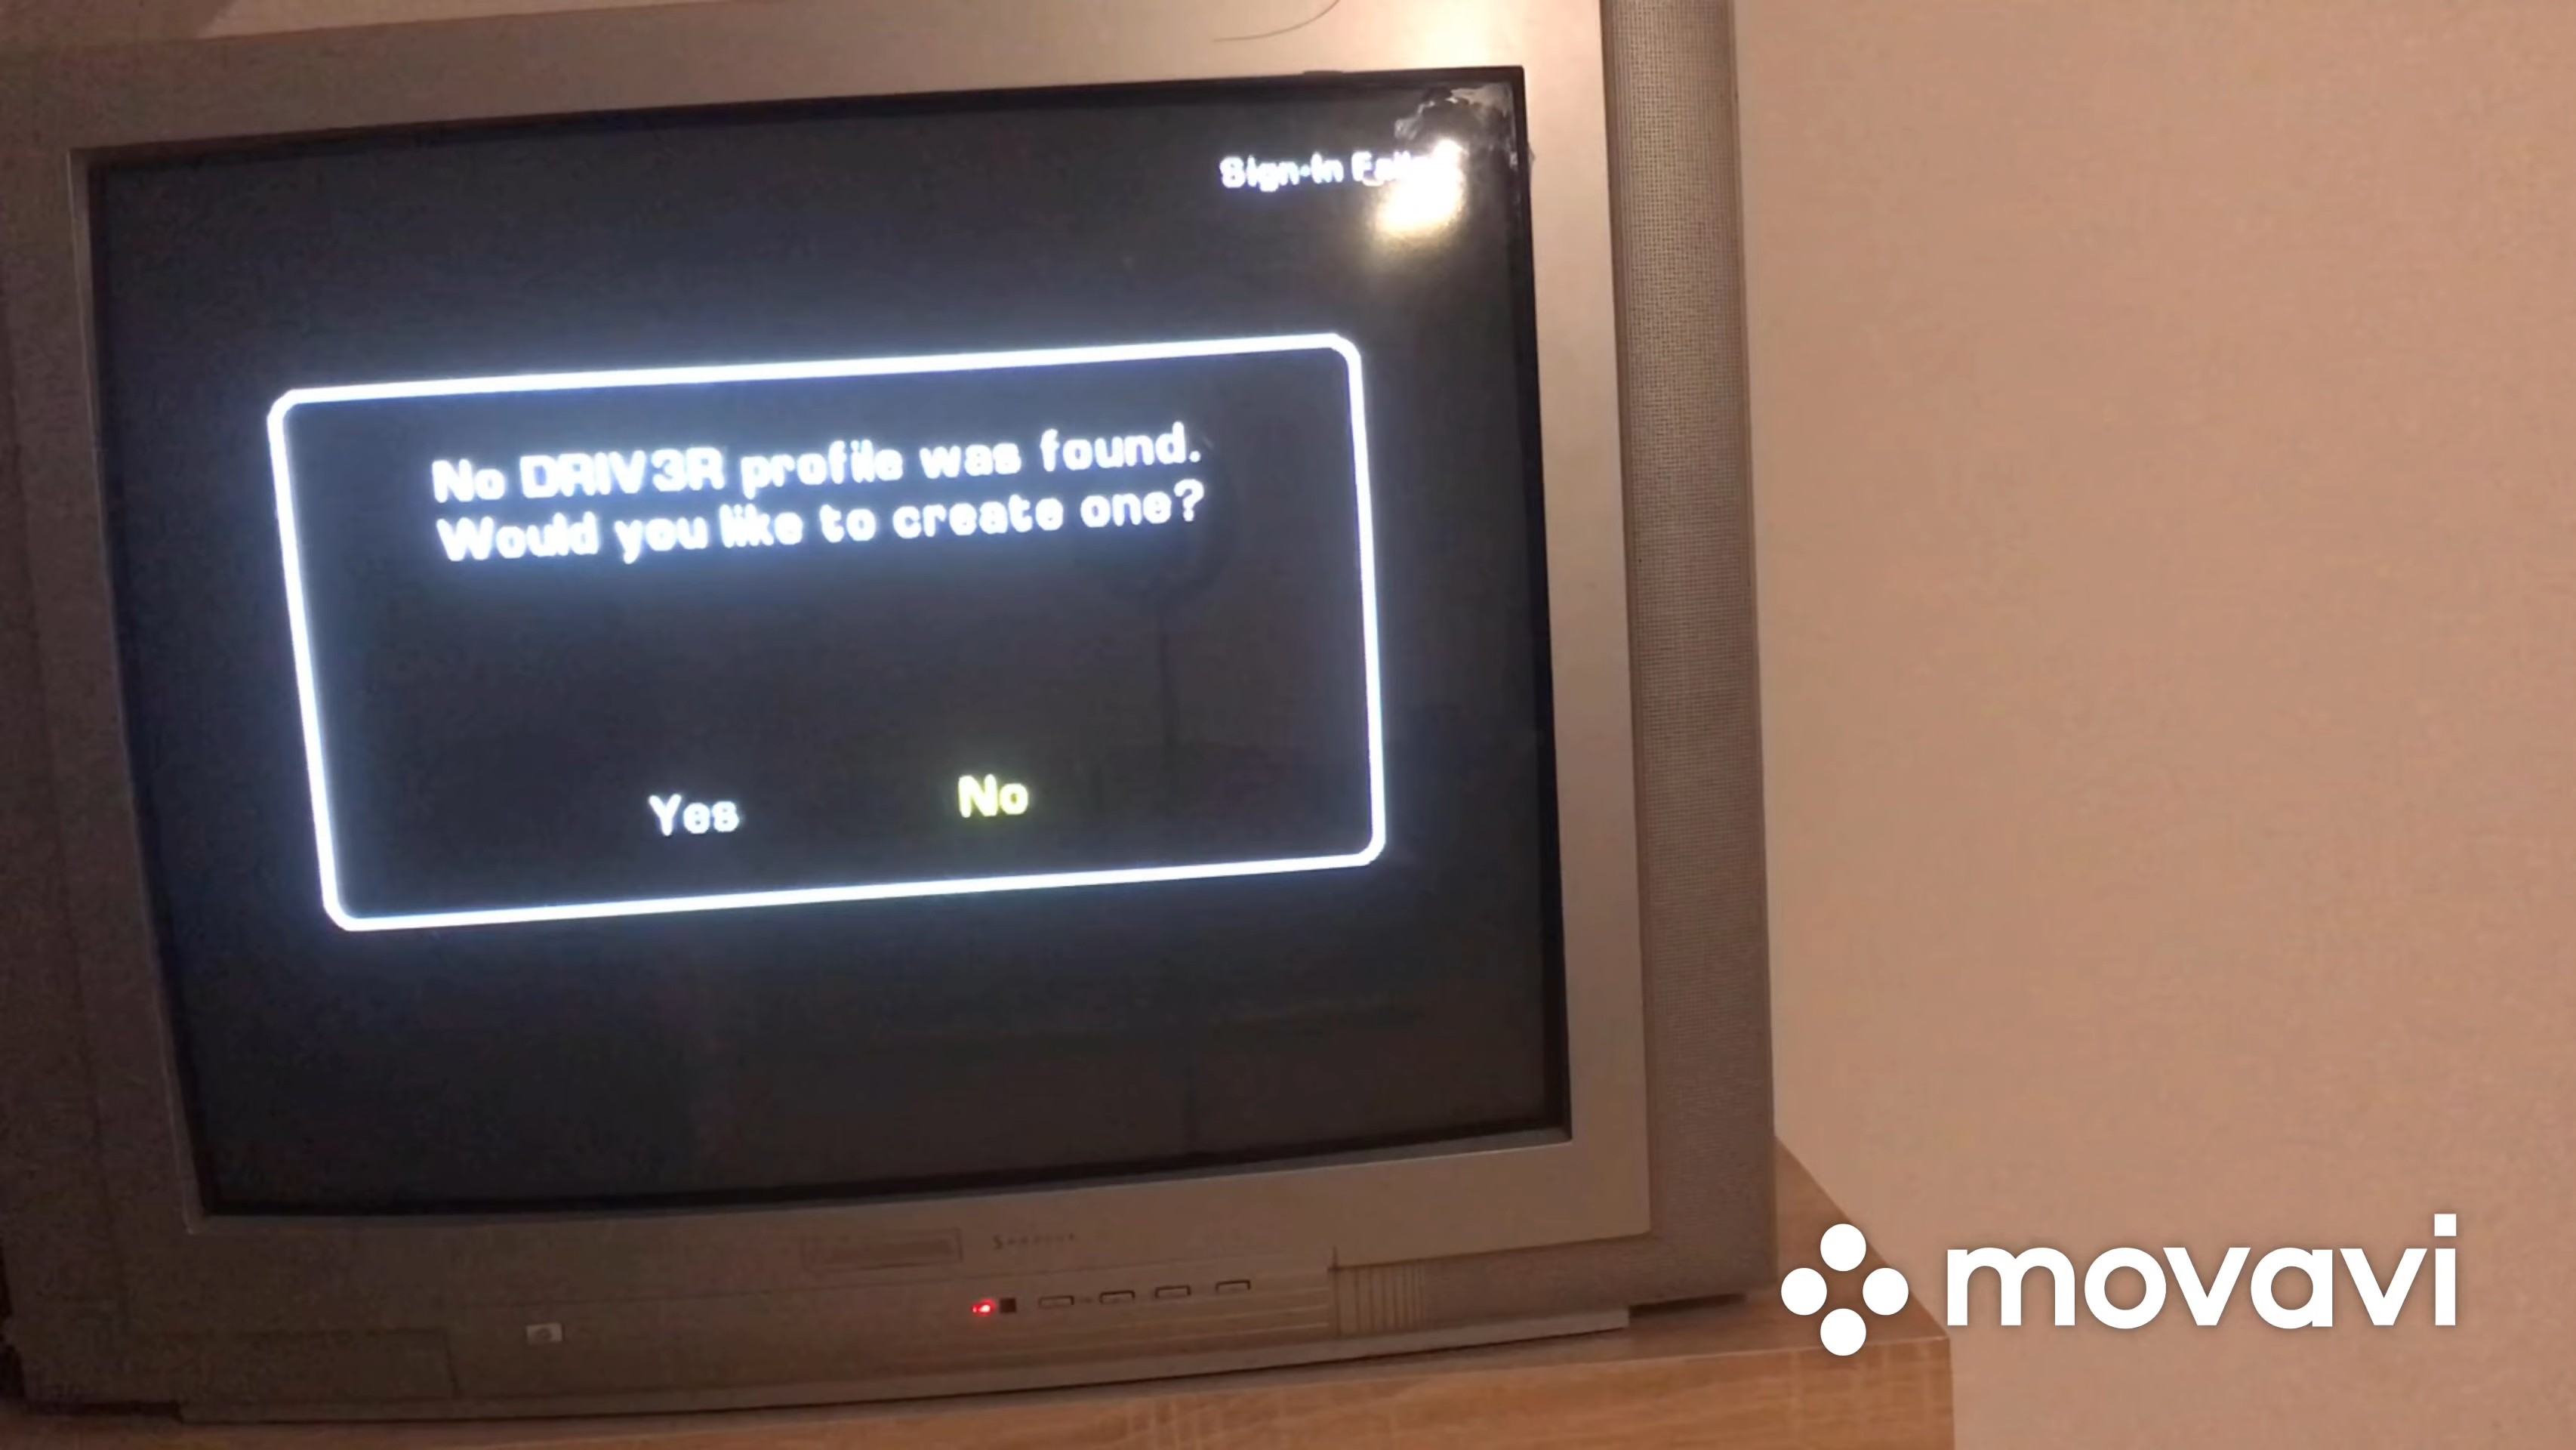 Sign-In
No DRIV3R profile was found.
Would you like to create one?
Yes No
movavi